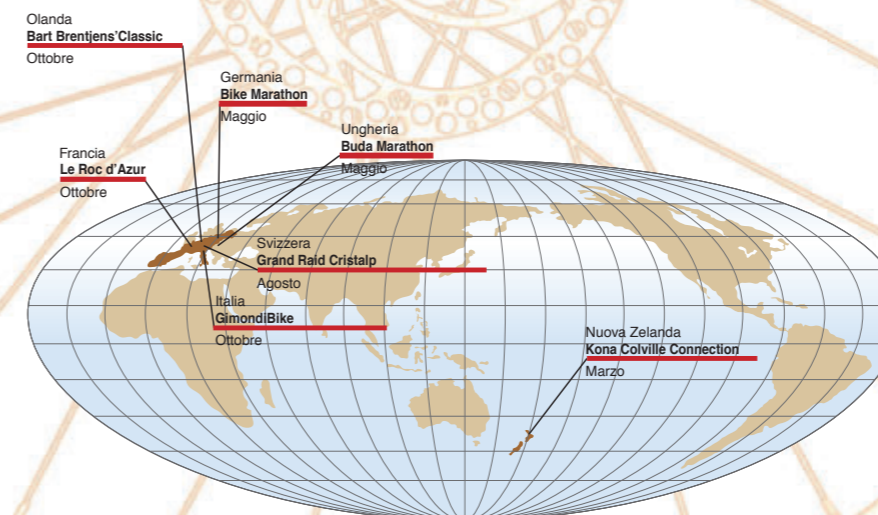 Olanda
Bart Brentjens'Classic
Ottobre
Germania
Bike Marathon
Maggio
Ungheria
Buda Marathon
Maggio
Francia
Le Roc d'Azur
Ottobre
Svizzera
Grand Raid Cristalp
Agosto
Italia
GimondiBike
Ottobre
Nuova Zelanda
Kona Colville Connection
Marzo